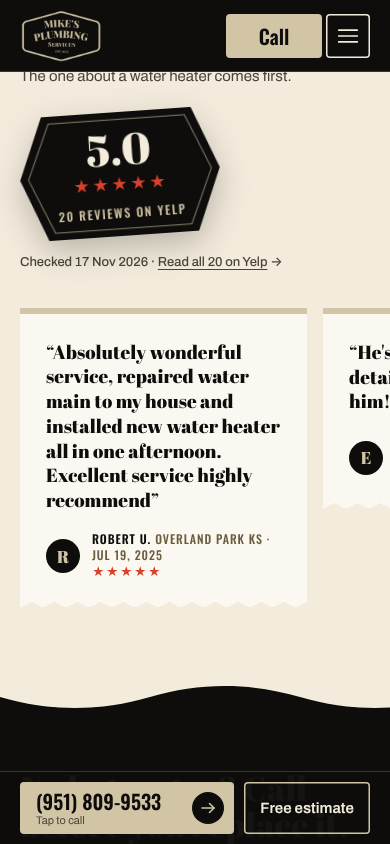 MIKE'S
PLUMBING
SERVICES
Call
The one about a water heater comes first.
5.0
★★★★★
20 REVIEWS ON YELP
Checked 17 Nov 2026 · Read all 20 on Yelp →
“Absolutely wonderful
service, repaired water
main to my house and
installed new water heater
all in one afternoon.
Excellent service highly
recommend”
R
ROBERT U. OVERLAND PARK KS ·
JUL 19, 2025
★★★★★
“He's
him!
E
(951) 809-9533
Tap to call
→
Free estimate